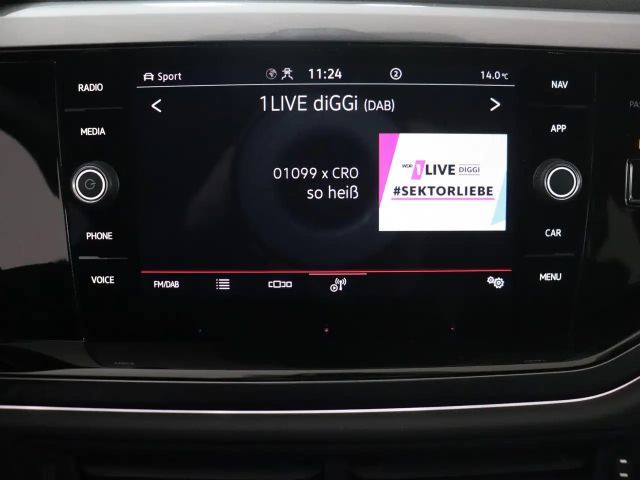 Sport 11:24 2 14.0°C
RADIO
NAV
1LIVE diGGi (DAB)
MEDIA
APP
WDR 1LIVE DIGGI
#SEKTORLIEBE
01099 x CRO
so heiß
PHONE
CAR
VOICE
MENU
FM/DAB